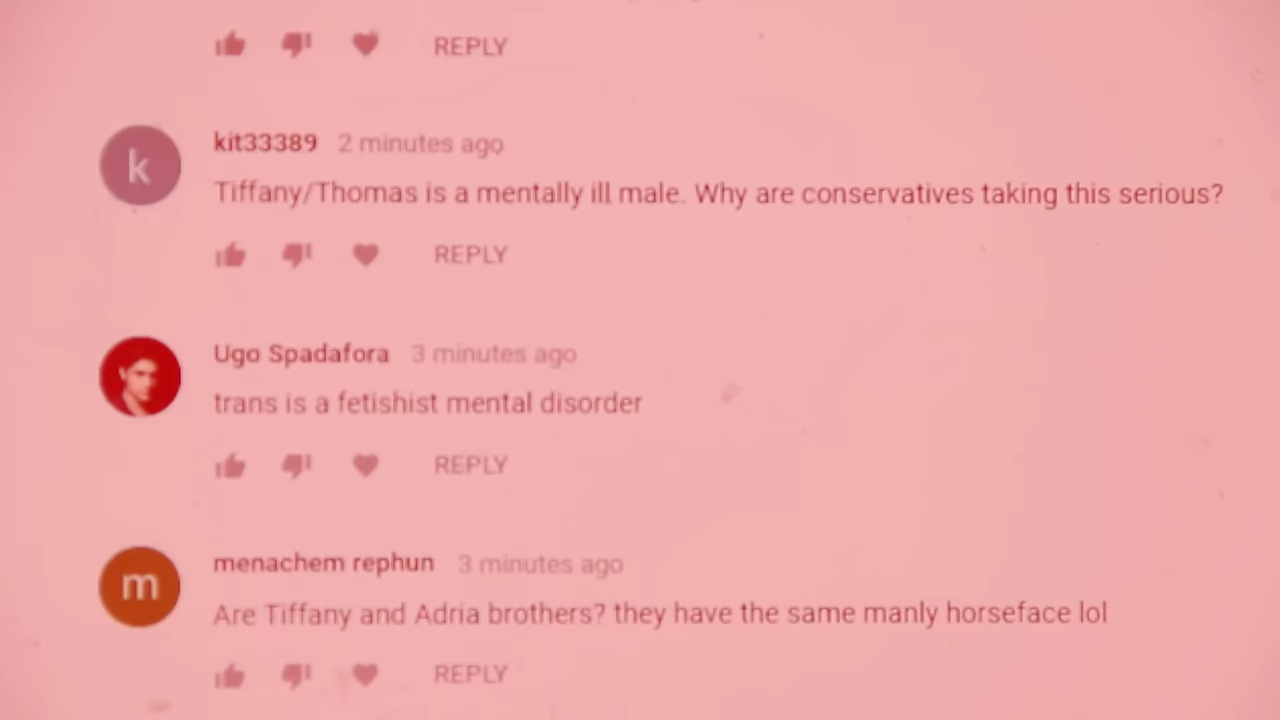 REPLY
k
kit33389 2 minutes ago
Tiffany/Thomas is a mentally ill male. Why are conservatives taking this serious?
REPLY
Ugo Spadafora 3 minutes ago
trans is a fetishist mental disorder
REPLY
m
menachem rephun 3 minutes ago
Are Tiffany and Adria brothers? they have the same manly horseface lol
REPLY